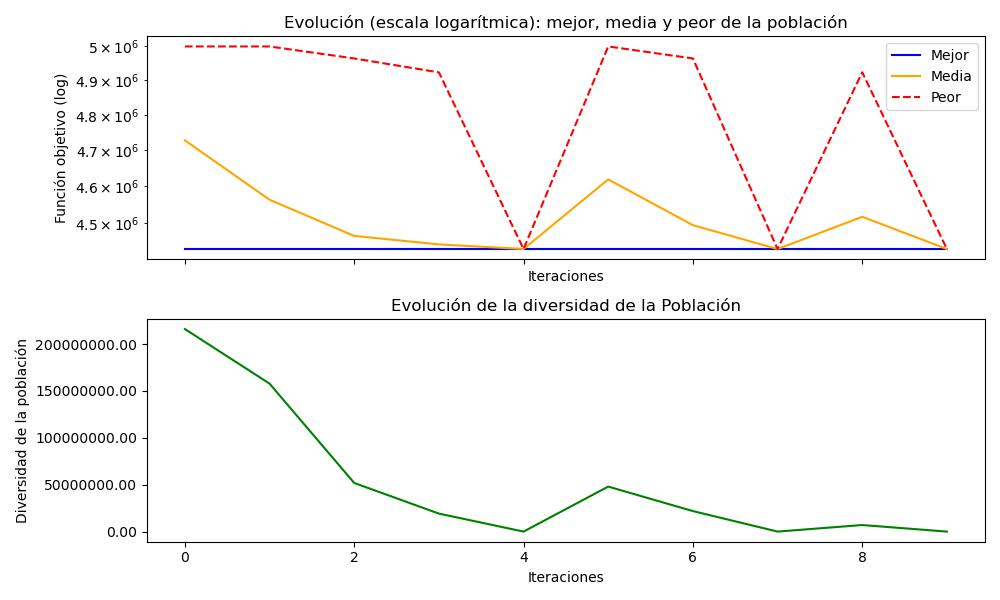 Evolución (escala logarítmica): mejor, media y peor de la población
Función objetivo (log)
5 × 10⁶
4.9 × 10⁶
4.8 × 10⁶
4.7 × 10⁶
4.6 × 10⁶
4.5 × 10⁶
Mejor
Media
Peor
Iteraciones
Evolución de la diversidad de la Población
Diversidad de la población
200000000.00
150000000.00
100000000.00
50000000.00
0.00
0 2 4 6 8
Iteraciones